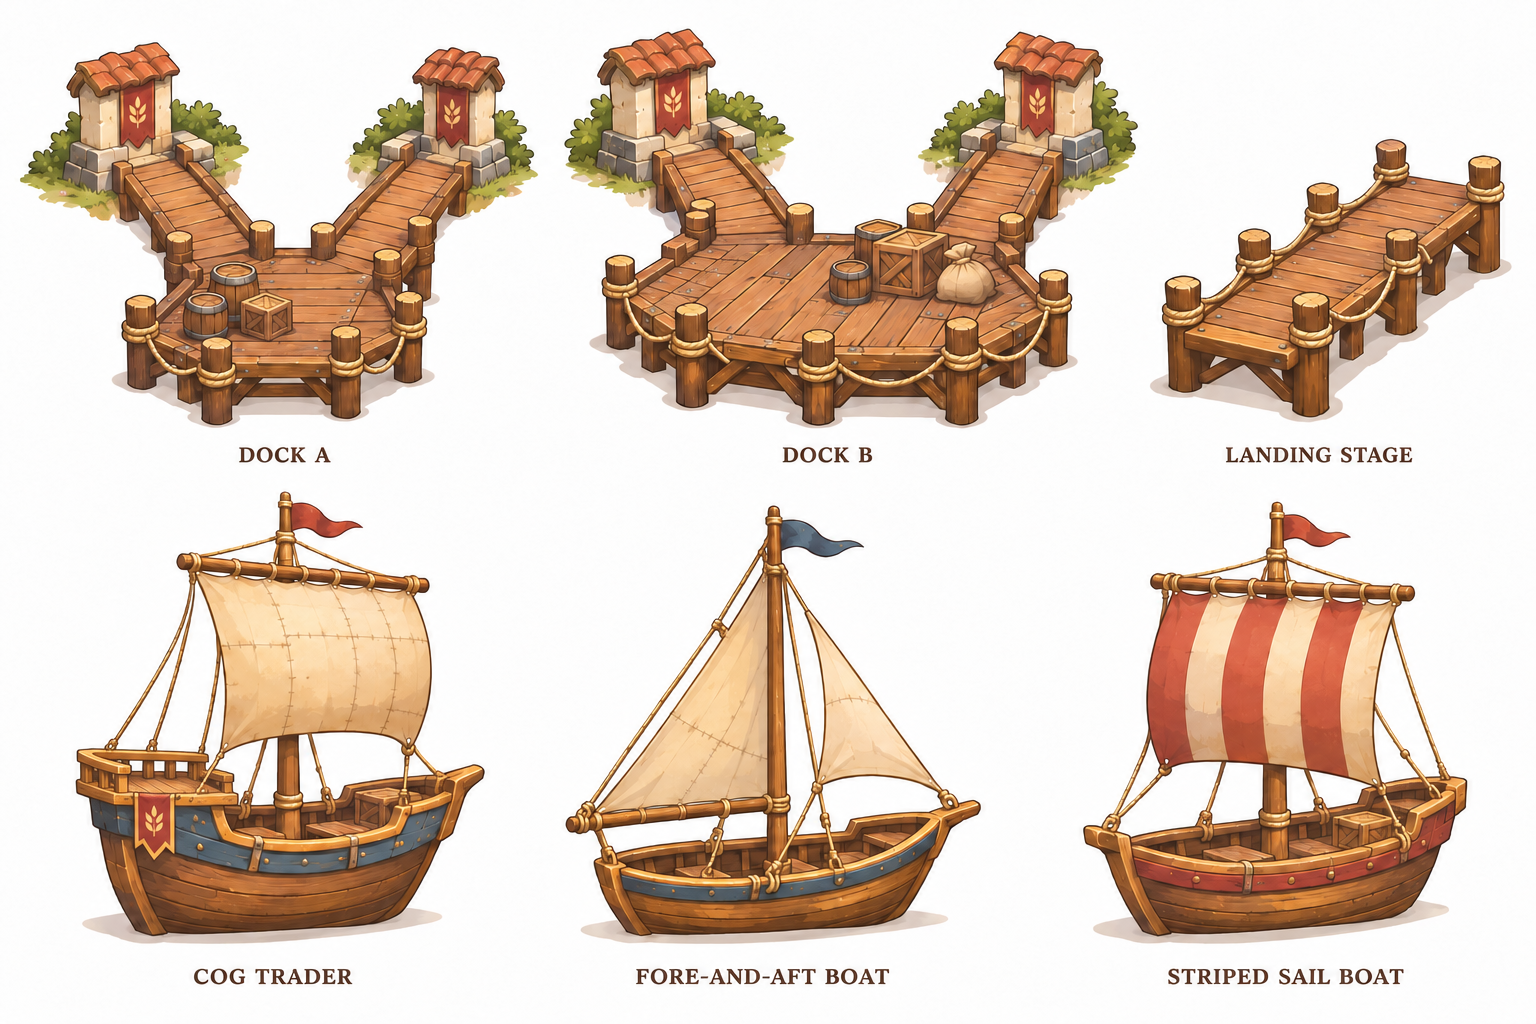 DOCK A
DOCK B
LANDING STAGE
COG TRADER
FORE-AND-AFT BOAT
STRIPED SAIL BOAT